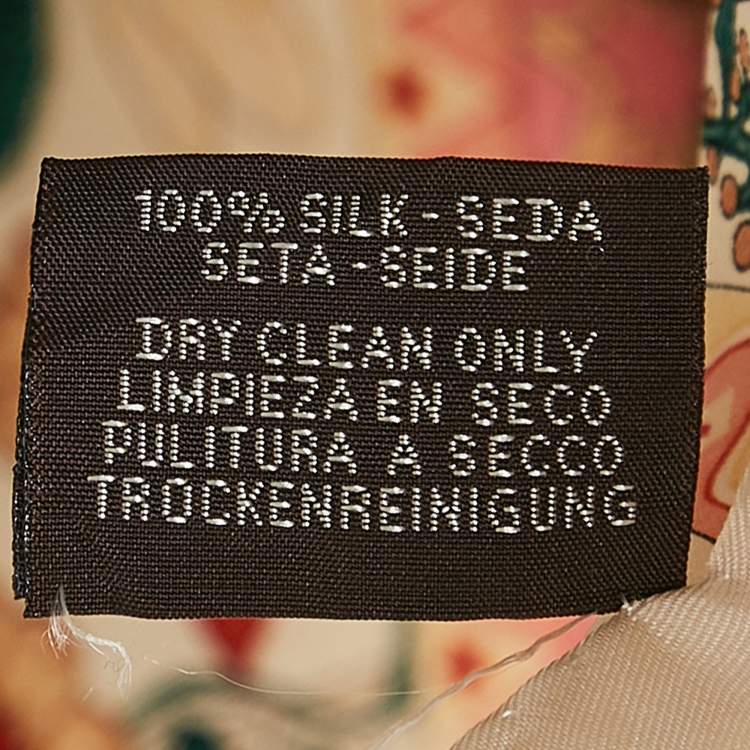 100% SILK - SEDA
SETA - SEIDE
DRY CLEAN ONLY
LIMPIEZA EN SECO
PULITURA A SECCO
TROCKENREINIGUNG